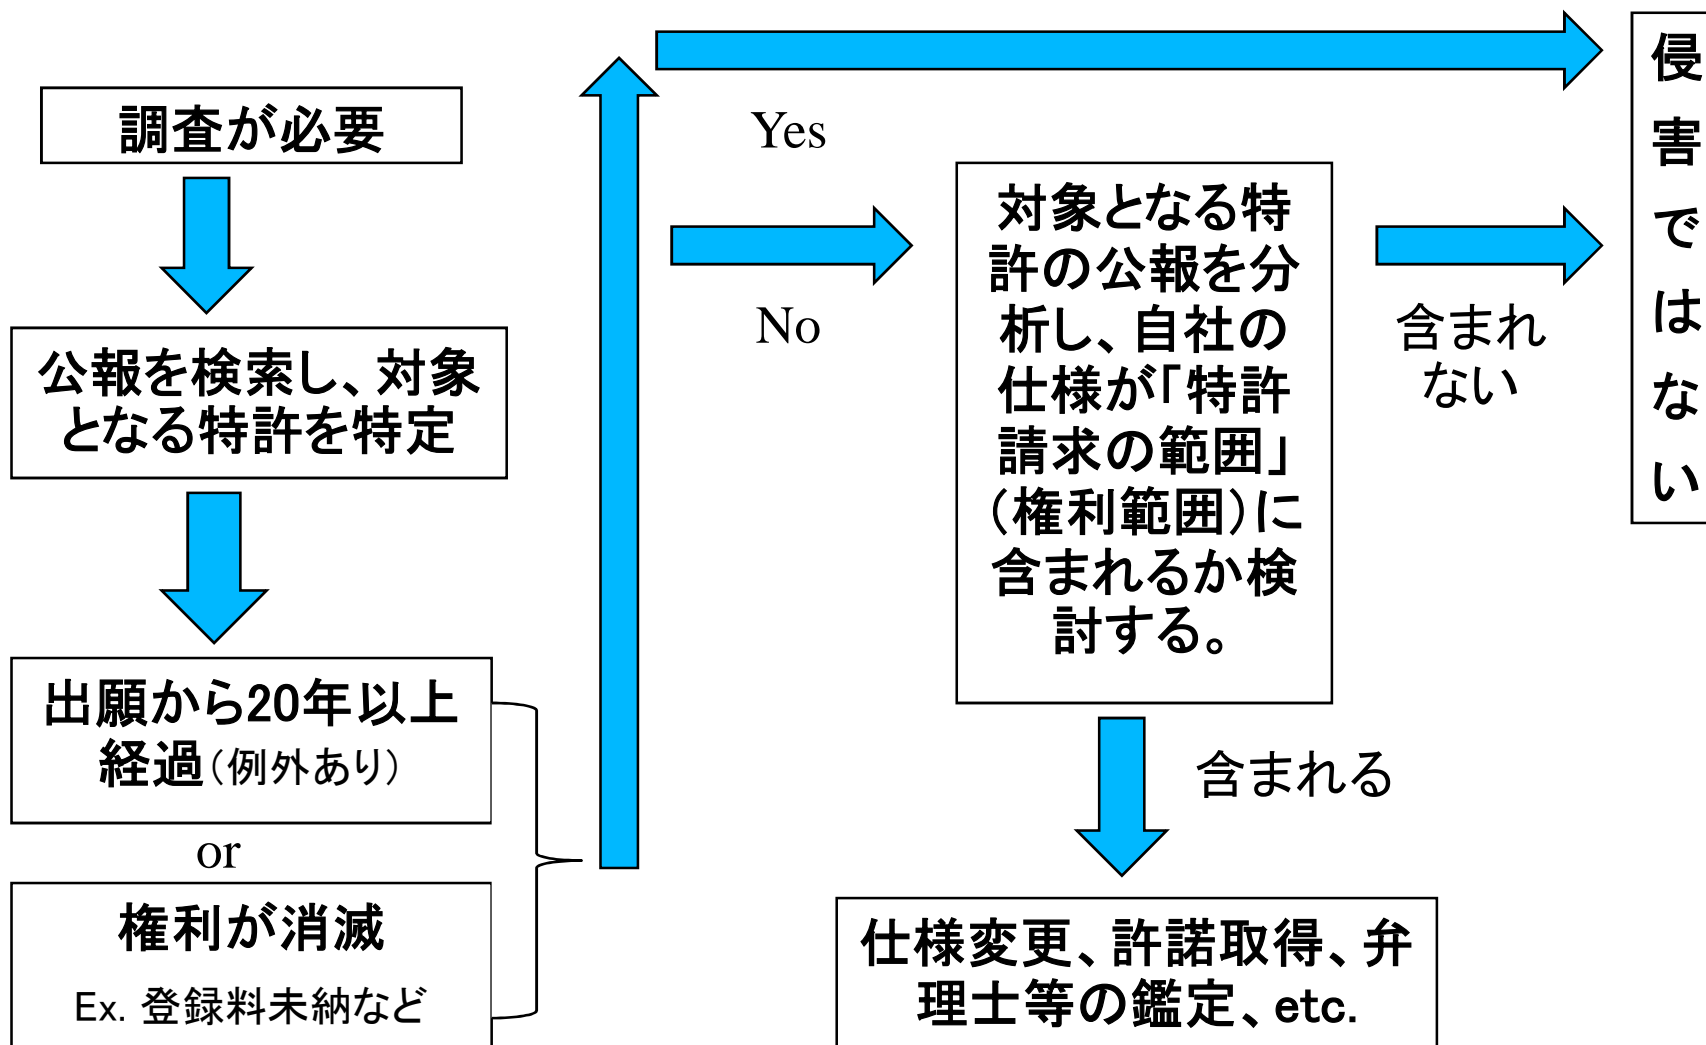 調査が必要
公報を検索し、対象
となる特許を特定
出願から20年以上
経過（例外あり）
or
権利が消滅
Ex. 登録料未納など
Yes
No
対象となる特
許の公報を分
析し、自社の
仕様が「特許
請求の範囲」
（権利範囲）に
含まれるか検
討する。
含まれ
ない
含まれる
仕様変更、許諾取得、弁
理士等の鑑定、etc.
侵
害
で
は
な
い